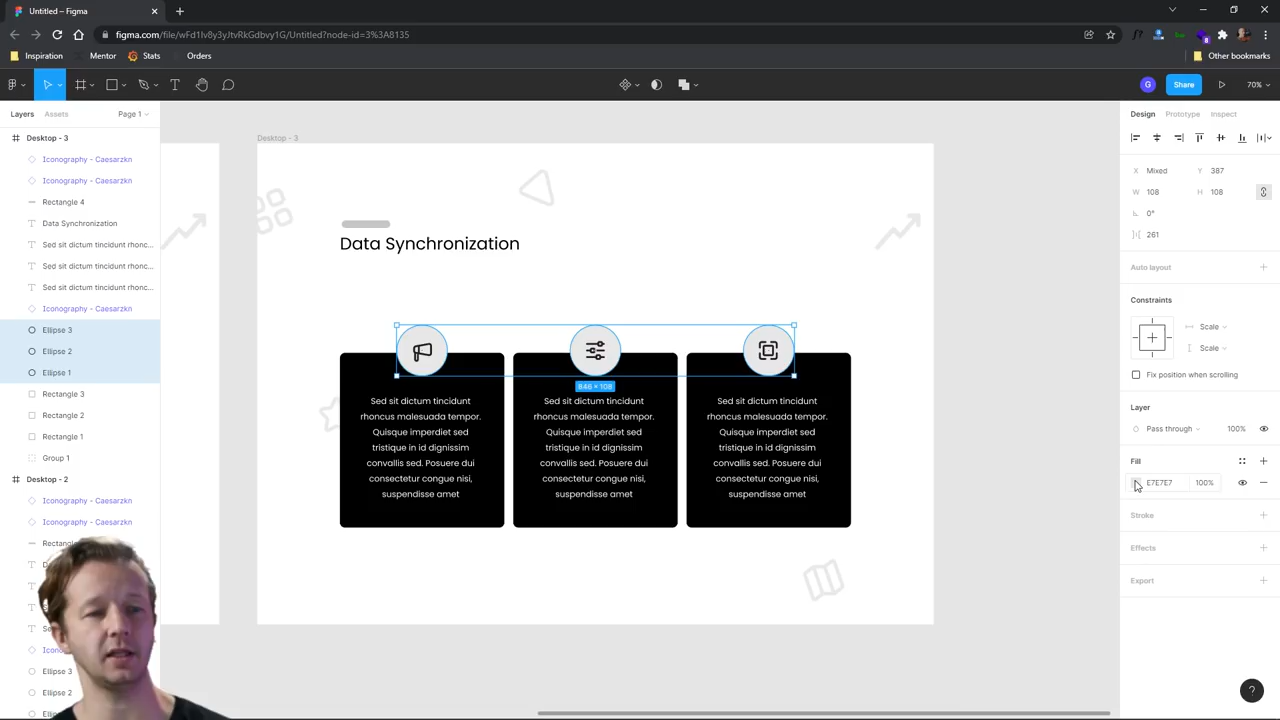 Untitled – Figma
figma.com/file/wFd1Iv8y3yJtvRkGdbvy1G/Untitled?node-id=3%3A8135
Inspiration
Mentor
Stats
Events
Other bookmarks
G
Share
70%
Layers
Assets
Page 1
Desktop - 3
Iconography - Caesarzkn
Iconography - Caesarzkn
Rectangle 4
Data Synchronization
Sed sit dictum tincidunt rhonc...
Sed sit dictum tincidunt rhonc...
Sed sit dictum tincidunt rhonc...
Iconography - Caesarzkn
Ellipse 3
Ellipse 2
Ellipse 1
Rectangle 3
Rectangle 2
Rectangle 1
Group 1
Desktop - 2
Iconography - Caesarzkn
Iconography - Caesarzkn
Ellipse 3
Ellipse 2
Desktop - 3
Data Synchronization
846 × 108
Sed sit dictum tincidunt
rhoncus malesuada tempor.
Quisque imperdiet sed
tristique in id dignissim
convallis sed. Posuere dui
consectetur congue nisi,
suspendisse amet
Sed sit dictum tincidunt
rhoncus malesuada tempor.
Quisque imperdiet sed
tristique in id dignissim
convallis sed. Posuere dui
consectetur congue nisi,
suspendisse amet
Sed sit dictum tincidunt
rhoncus malesuada tempor.
Quisque imperdiet sed
tristique in id dignissim
convallis sed. Posuere dui
consectetur congue nisi,
suspendisse amet
Design
Prototype
Inspect
X Mixed
Y 387
W 108
H 108
0°
261
Auto layout
Constraints
Scale
Scale
Fix position when scrolling
Layer
Pass through
100%
Fill
E7E7E7
100%
Stroke
Effects
Export
?